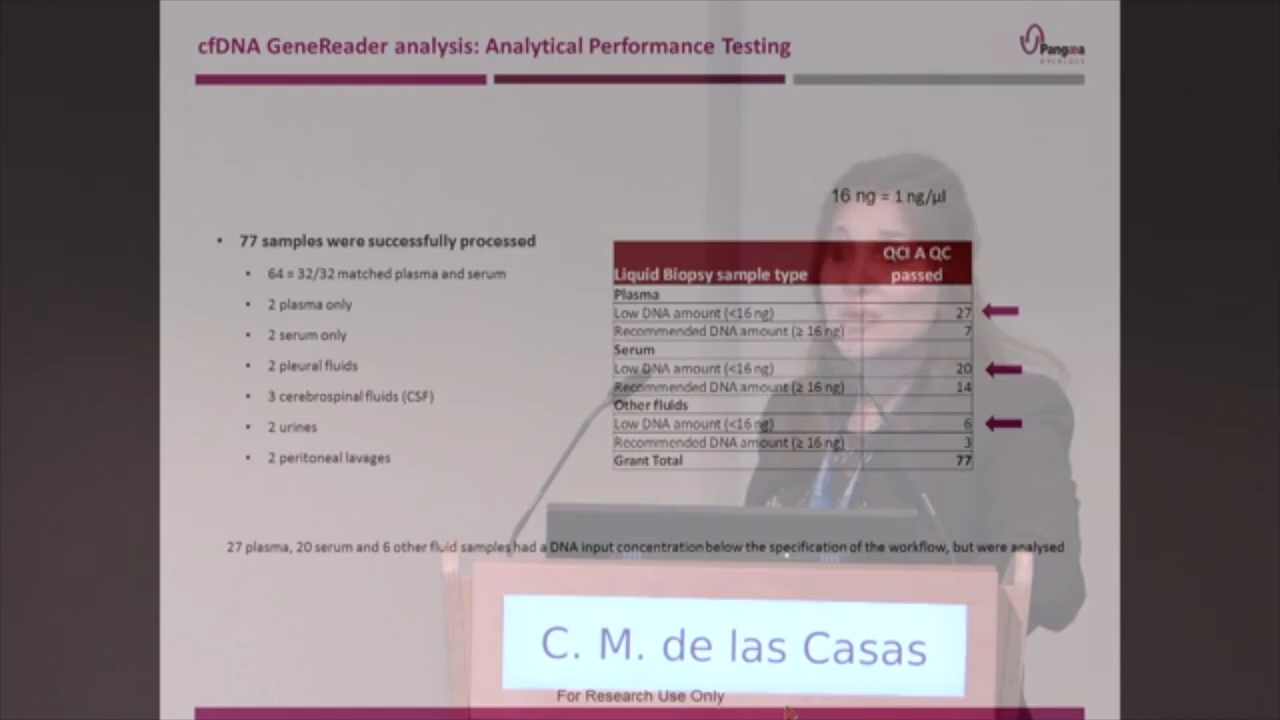 cfDNA GeneReader analysis: Analytical Performance Testing
Pangæa
ONCOLOGY
16 ng = 1 ng/µl
• 77 samples were successfully processed
• 64 = 32/32 matched plasma and serum
• 2 plasma only
• 2 serum only
• 2 pleural fluids
• 3 cerebrospinal fluids (CSF)
• 2 urines
• 2 peritoneal lavages
Liquid Biopsy sample type QCI A QC passed
Plasma
Low DNA amount (<16 ng) 27
Recommended DNA amount (≥ 16 ng) 7
Serum
Low DNA amount (<16 ng) 20
Recommended DNA amount (≥ 16 ng) 14
Other fluids
Low DNA amount (<16 ng) 6
Recommended DNA amount (≥ 16 ng) 3
Grant Total 77
27 plasma, 20 serum and 6 other fluid samples had a DNA input concentration below the specification of the workflow, but were analysed
C. M. de las Casas
For Research Use Only